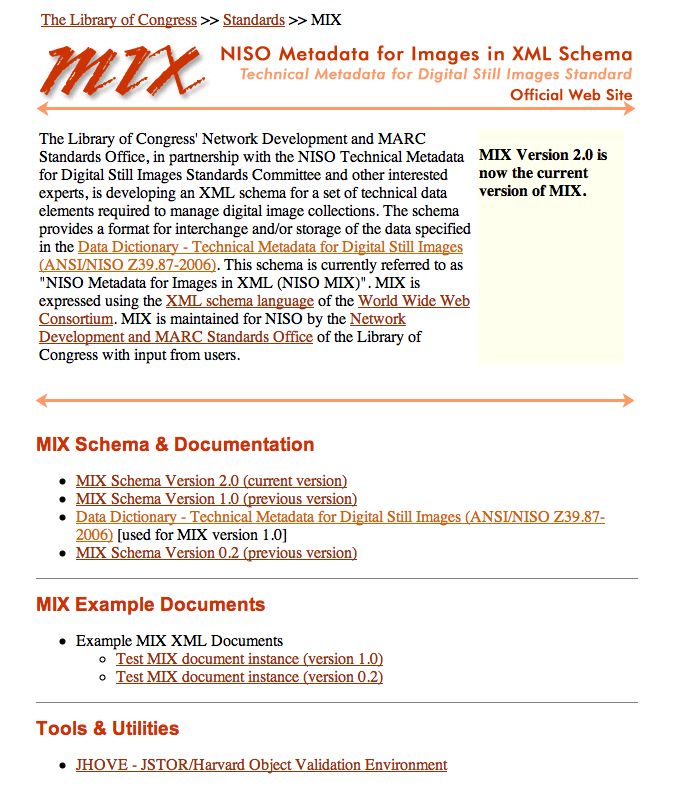 The Library of Congress >> Standards >> MIX
mix
NISO Metadata for Images in XML Schema
Technical Metadata for Digital Still Images Standard
Official Web Site
The Library of Congress' Network Development and MARC
Standards Office, in partnership with the NISO Technical Metadata
for Digital Still Images Standards Committee and other interested
experts, is developing an XML schema for a set of technical data
elements required to manage digital image collections. The schema
provides a format for interchange and/or storage of the data specified
in the Data Dictionary - Technical Metadata for Digital Still Images
(ANSI/NISO Z39.87-2006). This schema is currently referred to as
"NISO Metadata for Images in XML (NISO MIX)". MIX is
expressed using the XML schema language of the World Wide Web
Consortium. MIX is maintained for NISO by the Network
Development and MARC Standards Office of the Library of
Congress with input from users.
MIX Version 2.0 is
now the current
version of MIX.
MIX Schema & Documentation
• MIX Schema Version 2.0 (current version)
• MIX Schema Version 1.0 (previous version)
• Data Dictionary - Technical Metadata for Digital Still Images (ANSI/NISO Z39.87-
2006) [used for MIX version 1.0]
• MIX Schema Version 0.2 (previous version)
MIX Example Documents
• Example MIX XML Documents
○ Test MIX document instance (version 1.0)
○ Test MIX document instance (version 0.2)
Tools & Utilities
• JHOVE - JSTOR/Harvard Object Validation Environment